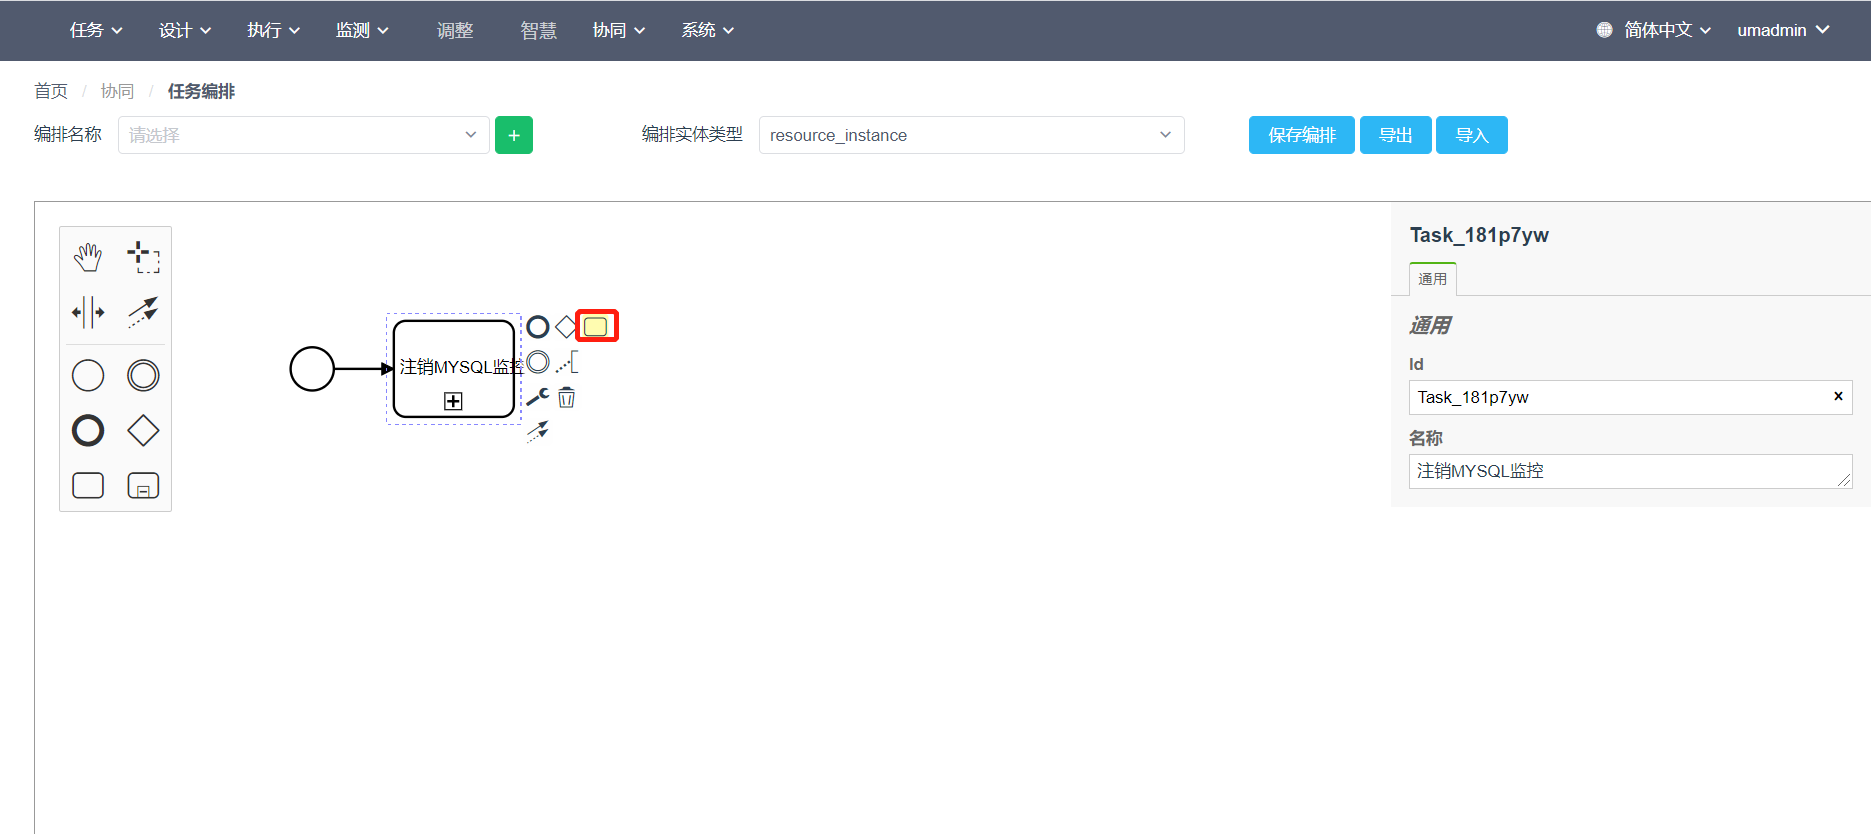 任务 设计 执行 监测 调整 智慧 协同 系统 简体中文 umadmin
首页 / 协同 / 任务编排
编排名称 请选择 + 编排实体类型 resource_instance 保存编排 导出 导入
Task_181p7yw
通用
通用
Id
Task_181p7yw ×
名称
注销MYSQL监控
注销MYSQL监控